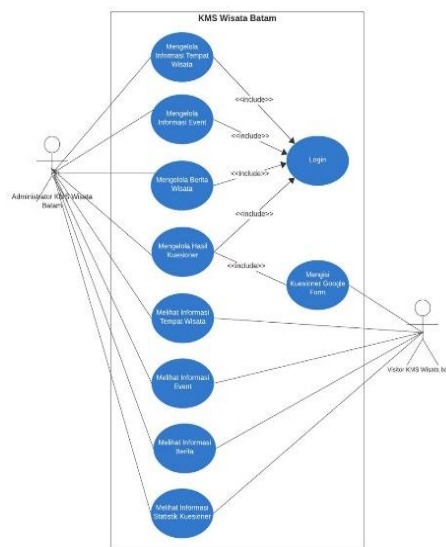 KMS Wisata Batam
Mengelola
Informasi Tempat
Wisata
<<include>>
Mengelola
Informasi Event
<<include>>
Login
Mengelola Berita
Wisata
<<include>>
Administrator KMS Wisata
Batam
Mengelola Hasil
Kuesioner
<<include>>
<<include>>
Mengisi
Kuesioner Google
Form
Melihat Informasi
Tempat Wisata
Visitor KMS Wisata ba
Melihat Informasi
Event
Melihat Informasi
Berita
Melihat Informasi
Statistik Kuesioner